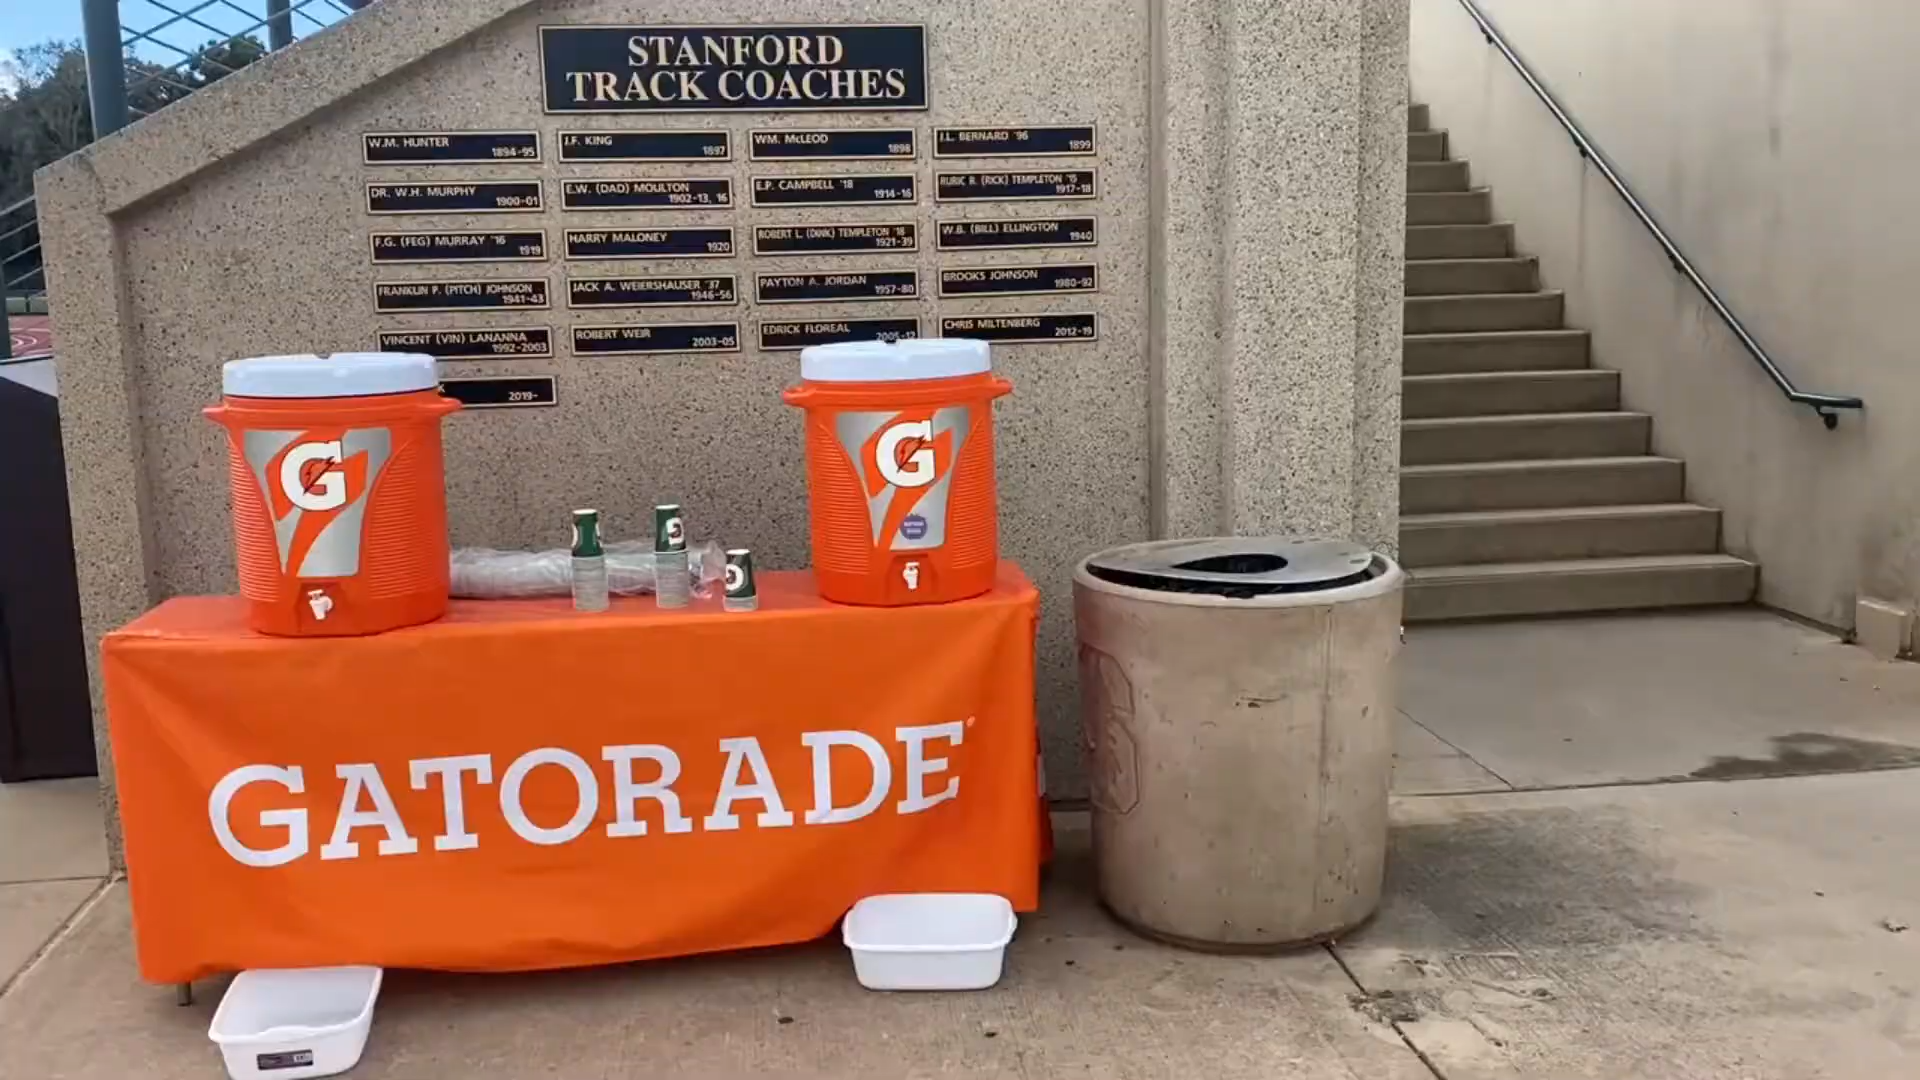 STANFORD
TRACK COACHES
W.M. HUNTER
1894-95
J.F. KING
1897
WM. McLEOD
1898
J.L. BERNARD '96
1899
DR. W.H. MURPHY
1900-01
E.W. (DAD) MOULTON
1902-13, 16
E.P. CAMPBELL '18
1914-16
RURIC R. (RICK) TEMPLETON '15
1917-18
F.G. (FEG) MURRAY '16
1919
HARRY MALONEY
1920
ROBERT L. (DINK) TEMPLETON '18
1921-39
W.B. (BILL) ELLINGTON
1940
FRANKLIN P. (PITCH) JOHNSON
1941-43
JACK A. WEIERSHAUSER '37
1946-56
PAYTON A. JORDAN
1957-80
BROOKS JOHNSON
1980-92
VINCENT (VIN) LANANNA
1992-2003
ROBERT WEIR
2003-05
EDRICK FLOREAL
2005-12
CHRIS MILTENBERG
2012-19
K
2019-
G
G
G
G
GATORADE
S